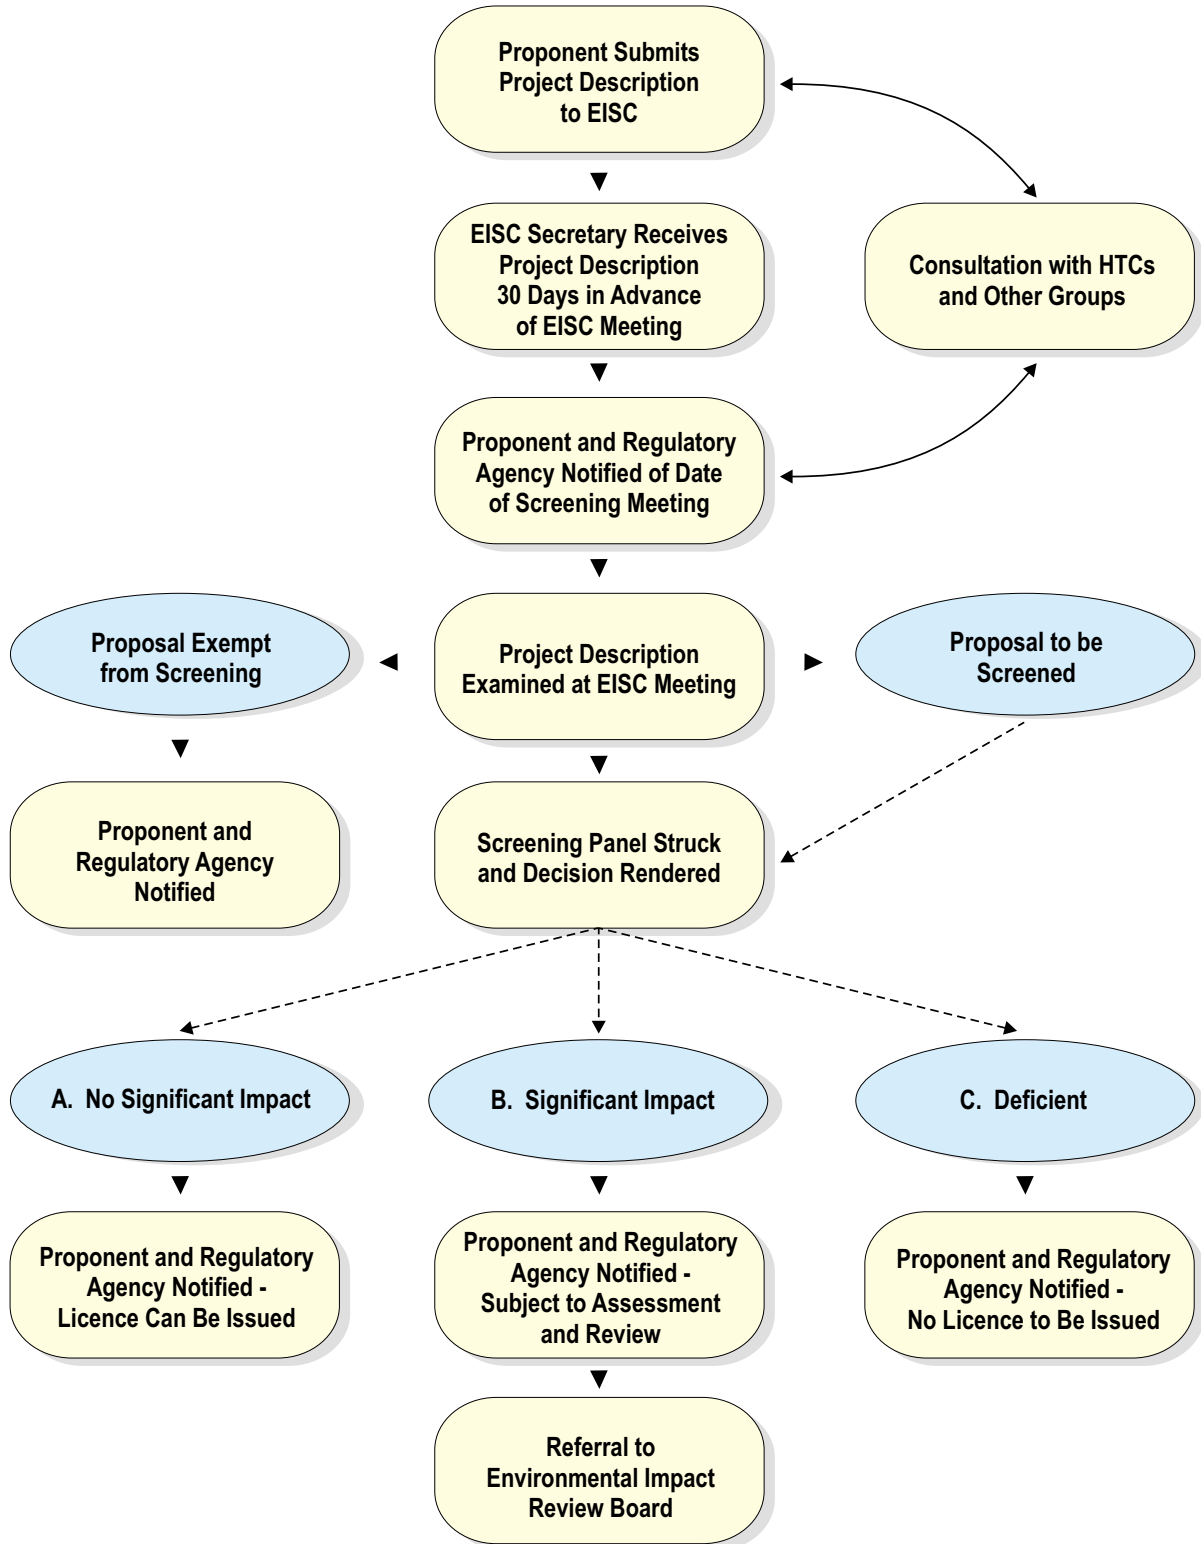 Proponent Submits
Project Description
to EISC
EISC Secretary Receives
Project Description
30 Days in Advance
of EISC Meeting
Consultation with HTCs
and Other Groups
Proponent and Regulatory
Agency Notified of Date
of Screening Meeting
Proposal Exempt
from Screening
Project Description
Examined at EISC Meeting
Proposal to be
Screened
Proponent and
Regulatory Agency
Notified
Screening Panel Struck
and Decision Rendered
A. No Significant Impact
B. Significant Impact
C. Deficient
Proponent and Regulatory
Agency Notified -
Licence Can Be Issued
Proponent and Regulatory
Agency Notified -
Subject to Assessment
and Review
Proponent and Regulatory
Agency Notified -
No Licence to Be Issued
Referral to
Environmental Impact
Review Board